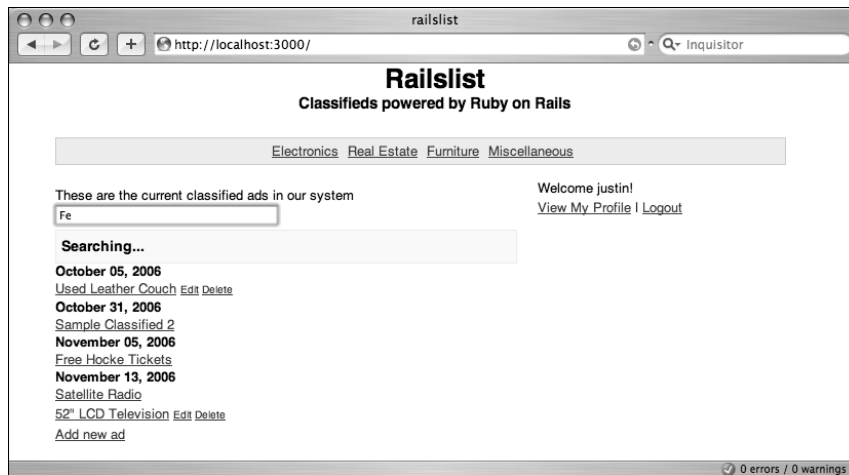 railslist
http://localhost:3000/
Inquisitor
Railslist
Classifieds powered by Ruby on Rails
Electronics Real Estate Furniture Miscellaneous
These are the current classified ads in our system
Fe
Searching...
October 05, 2006
Used Leather Couch Edit Delete
October 31, 2006
Sample Classified 2
November 05, 2006
Free Hocke Tickets
November 13, 2006
Satellite Radio
52" LCD Television Edit Delete
Add new ad
Welcome justin!
View My Profile | Logout
0 errors / 0 warnings